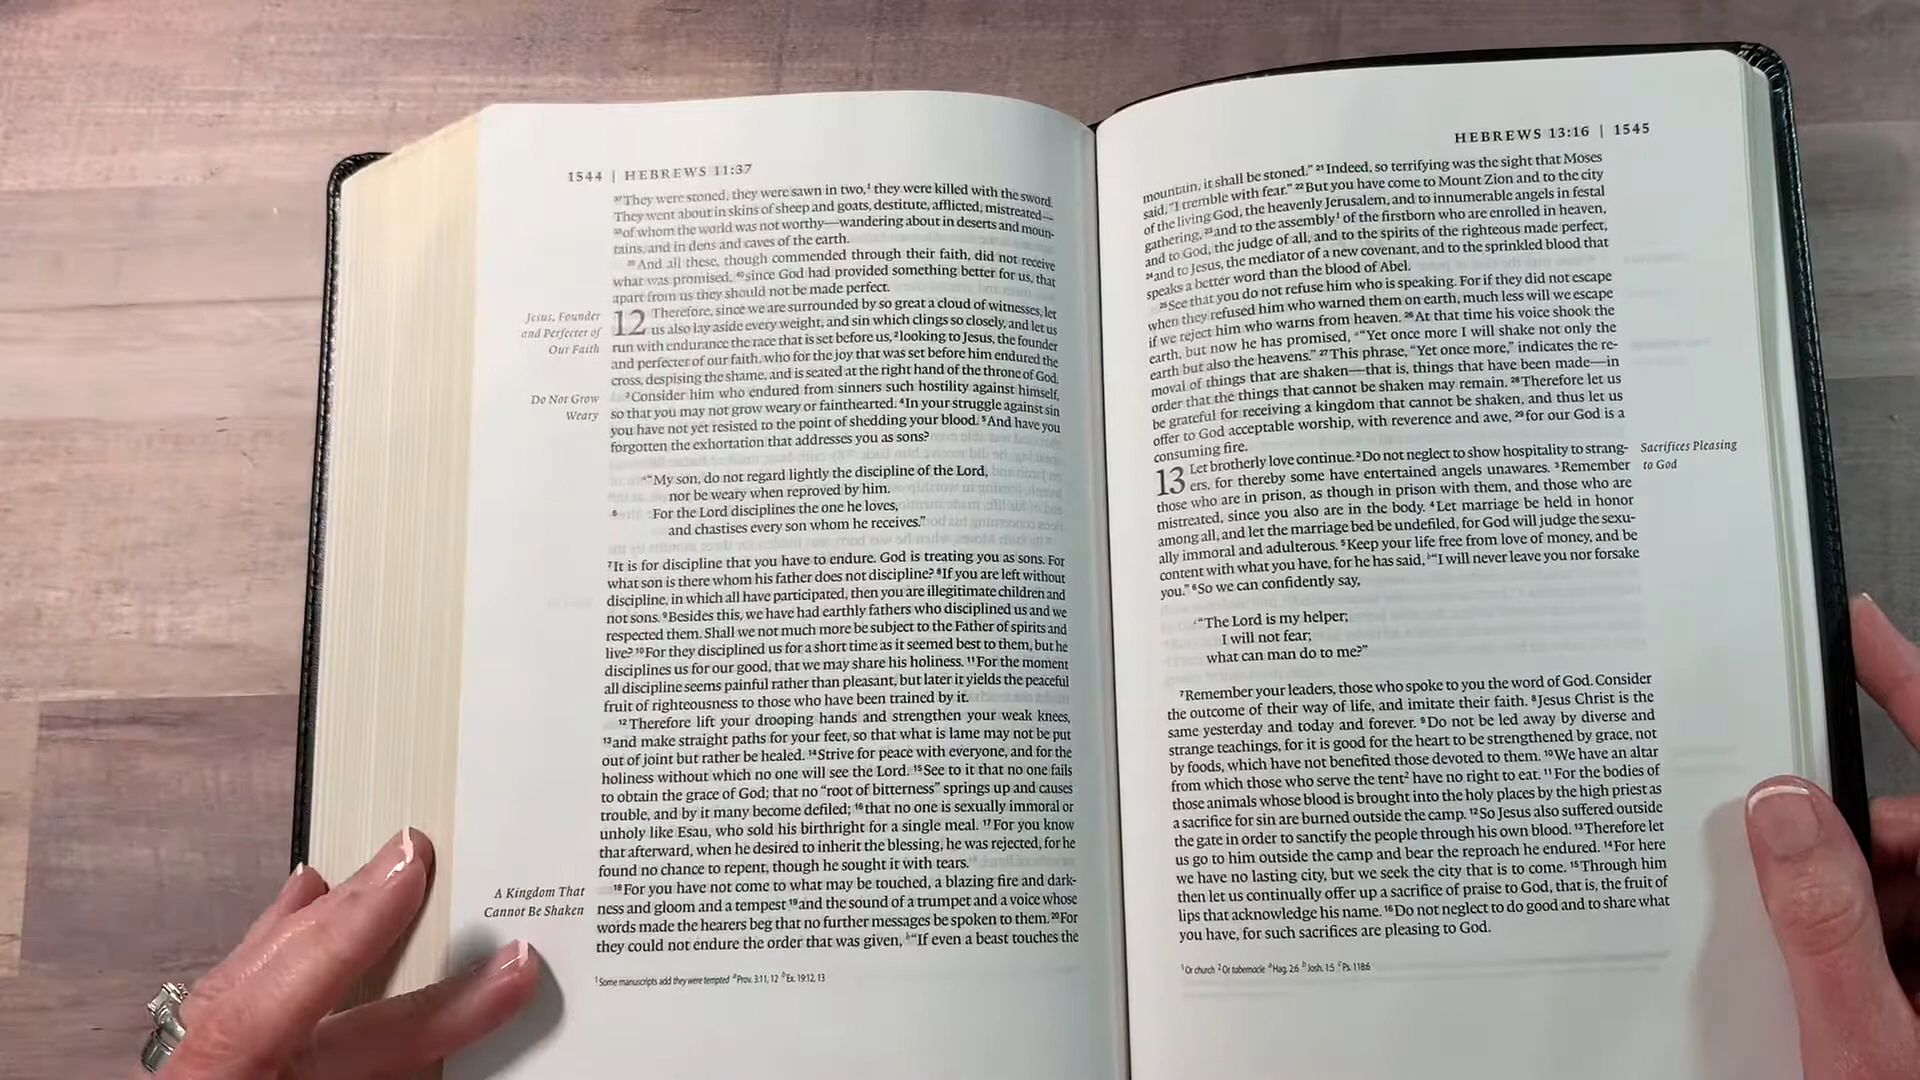 1544 | HEBREWS 11:37
³⁷They were stoned, they were sawn in two,¹ they were killed with the sword.
They went about in skins of sheep and goats, destitute, afflicted, mistreated—
³⁸of whom the world was not worthy—wandering about in deserts and moun-
tains, and in dens and caves of the earth.
³⁹And all these, though commended through their faith, did not receive
what was promised, ⁴⁰since God had provided something better for us, that
apart from us they should not be made perfect.
Jesus, Founder
and Perfecter of
Our Faith
12 Therefore, since we are surrounded by so great a cloud of witnesses, let
us also lay aside every weight, and sin which clings so closely, and let us
run with endurance the race that is set before us, ²looking to Jesus, the founder
and perfecter of our faith, who for the joy that was set before him endured the
cross, despising the shame, and is seated at the right hand of the throne of God.
Do Not Grow
Weary
³Consider him who endured from sinners such hostility against himself,
so that you may not grow weary or fainthearted. ⁴In your struggle against sin
you have not yet resisted to the point of shedding your blood. ⁵And have you
forgotten the exhortation that addresses you as sons?
ᵃ“My son, do not regard lightly the discipline of the Lord,
nor be weary when reproved by him.
⁶ For the Lord disciplines the one he loves,
and chastises every son whom he receives.”
⁷It is for discipline that you have to endure. God is treating you as sons. For
what son is there whom his father does not discipline? ⁸If you are left without
discipline, in which all have participated, then you are illegitimate children and
not sons. ⁹Besides this, we have had earthly fathers who disciplined us and we
respected them. Shall we not much more be subject to the Father of spirits and
live? ¹⁰For they disciplined us for a short time as it seemed best to them, but he
disciplines us for our good, that we may share his holiness. ¹¹For the moment
all discipline seems painful rather than pleasant, but later it yields the peaceful
fruit of righteousness to those who have been trained by it.
¹²Therefore lift your drooping hands and strengthen your weak knees,
¹³and make straight paths for your feet, so that what is lame may not be put
out of joint but rather be healed. ¹⁴Strive for peace with everyone, and for the
holiness without which no one will see the Lord. ¹⁵See to it that no one fails
to obtain the grace of God; that no “root of bitterness” springs up and causes
trouble, and by it many become defiled; ¹⁶that no one is sexually immoral or
unholy like Esau, who sold his birthright for a single meal. ¹⁷For you know
that afterward, when he desired to inherit the blessing, he was rejected, for he
found no chance to repent, though he sought it with tears.
A Kingdom That
Cannot Be Shaken
¹⁸For you have not come to what may be touched, a blazing fire and dark-
ness and gloom and a tempest ¹⁹and the sound of a trumpet and a voice whose
words made the hearers beg that no further messages be spoken to them. ²⁰For
they could not endure the order that was given, ᵇ“If even a beast touches the
¹ Some manuscripts add they were tempted ᵃ Prov. 3:11, 12 ᵇ Ex. 19:12, 13
HEBREWS 13:16 | 1545
mountain, it shall be stoned.” ²¹Indeed, so terrifying was the sight that Moses
said, “I tremble with fear.” ²²But you have come to Mount Zion and to the city
of the living God, the heavenly Jerusalem, and to innumerable angels in festal
gathering, ²³and to the assembly¹ of the firstborn who are enrolled in heaven,
and to God, the judge of all, and to the spirits of the righteous made perfect,
²⁴and to Jesus, the mediator of a new covenant, and to the sprinkled blood that
speaks a better word than the blood of Abel.
²⁵See that you do not refuse him who is speaking. For if they did not escape
when they refused him who warned them on earth, much less will we escape
if we reject him who warns from heaven. ²⁶At that time his voice shook the
earth, but now he has promised, ᵃ“Yet once more I will shake not only the
earth but also the heavens.” ²⁷This phrase, “Yet once more,” indicates the re-
moval of things that are shaken—that is, things that have been made—in
order that the things that cannot be shaken may remain. ²⁸Therefore let us
be grateful for receiving a kingdom that cannot be shaken, and thus let us
offer to God acceptable worship, with reverence and awe, ²⁹for our God is a
consuming fire.
Sacrifices Pleasing
to God
13 Let brotherly love continue. ²Do not neglect to show hospitality to strang-
ers, for thereby some have entertained angels unawares. ³Remember
those who are in prison, as though in prison with them, and those who are
mistreated, since you also are in the body. ⁴Let marriage be held in honor
among all, and let the marriage bed be undefiled, for God will judge the sexu-
ally immoral and adulterous. ⁵Keep your life free from love of money, and be
content with what you have, for he has said, ᵇ“I will never leave you nor forsake
you.” ⁶So we can confidently say,
ᶜ“The Lord is my helper;
I will not fear;
what can man do to me?”
⁷Remember your leaders, those who spoke to you the word of God. Consider
the outcome of their way of life, and imitate their faith. ⁸Jesus Christ is the
same yesterday and today and forever. ⁹Do not be led away by diverse and
strange teachings, for it is good for the heart to be strengthened by grace, not
by foods, which have not benefited those devoted to them. ¹⁰We have an altar
from which those who serve the tent² have no right to eat. ¹¹For the bodies of
those animals whose blood is brought into the holy places by the high priest as
a sacrifice for sin are burned outside the camp. ¹²So Jesus also suffered outside
the gate in order to sanctify the people through his own blood. ¹³Therefore let
us go to him outside the camp and bear the reproach he endured. ¹⁴For here
we have no lasting city, but we seek the city that is to come. ¹⁵Through him
then let us continually offer up a sacrifice of praise to God, that is, the fruit of
lips that acknowledge his name. ¹⁶Do not neglect to do good and to share what
you have, for such sacrifices are pleasing to God.
¹ Or church ² Or tabernacle ᵃ Hag. 2:6 ᵇ Josh. 1:5 ᶜ Ps. 118:6